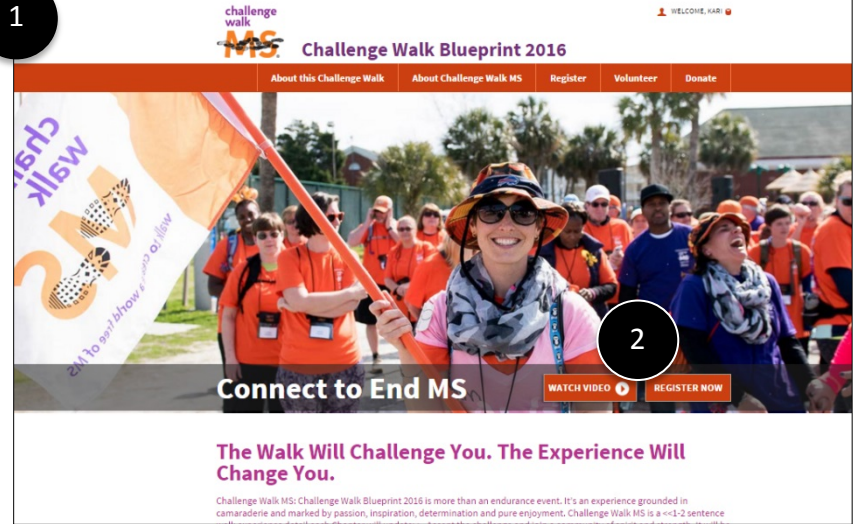 1
challenge
walk
MS
WELCOME, KARI
Challenge Walk Blueprint 2016
About this Challenge Walk
About Challenge Walk MS
Register
Volunteer
Donate
challenge
walk
MS
walk to create a world free of MS
2
Connect to End MS
WATCH VIDEO
REGISTER NOW
The Walk Will Challenge You. The Experience Will
Change You.
Challenge Walk MS: Challenge Walk Blueprint 2016 is more than an endurance event. It's an experience grounded in
camaraderie and marked by passion, inspiration, determination and pure enjoyment. Challenge Walk MS is a <<1-2 sentence